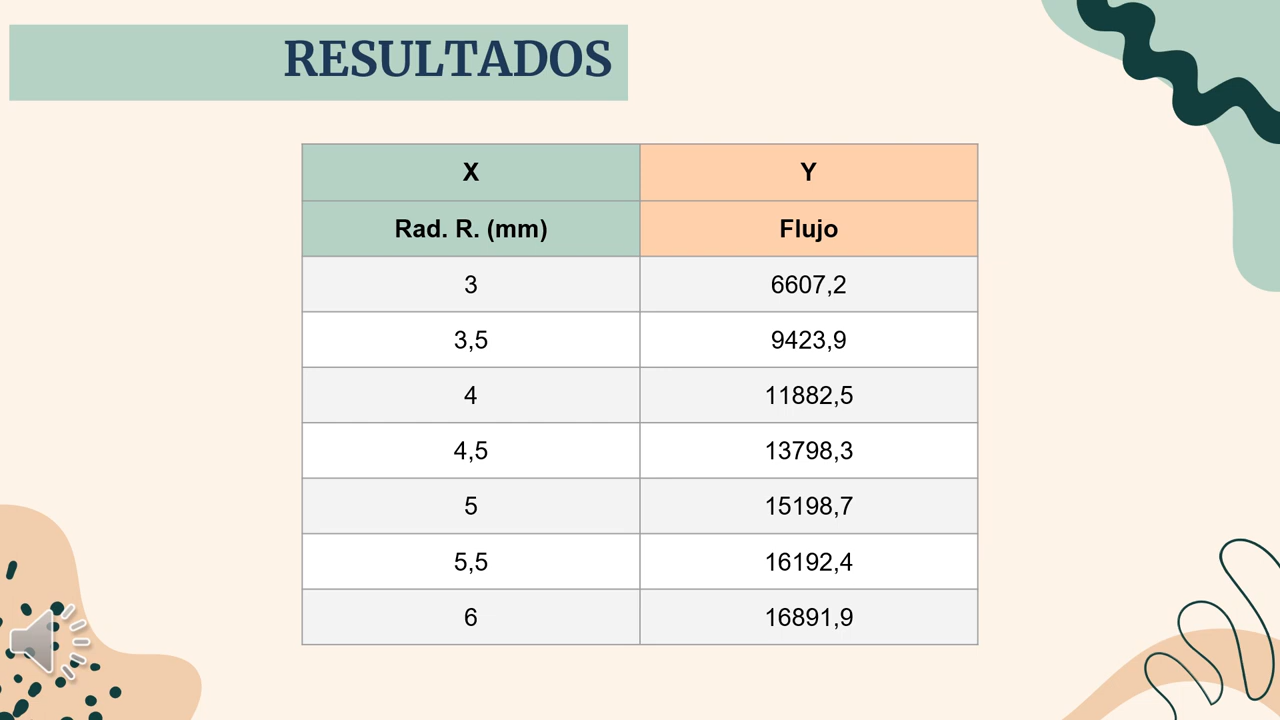 RESULTADOS
X Y
Rad. R. (mm) Flujo
3 6607,2
3,5 9423,9
4 11882,5
4,5 13798,3
5 15198,7
5,5 16192,4
6 16891,9